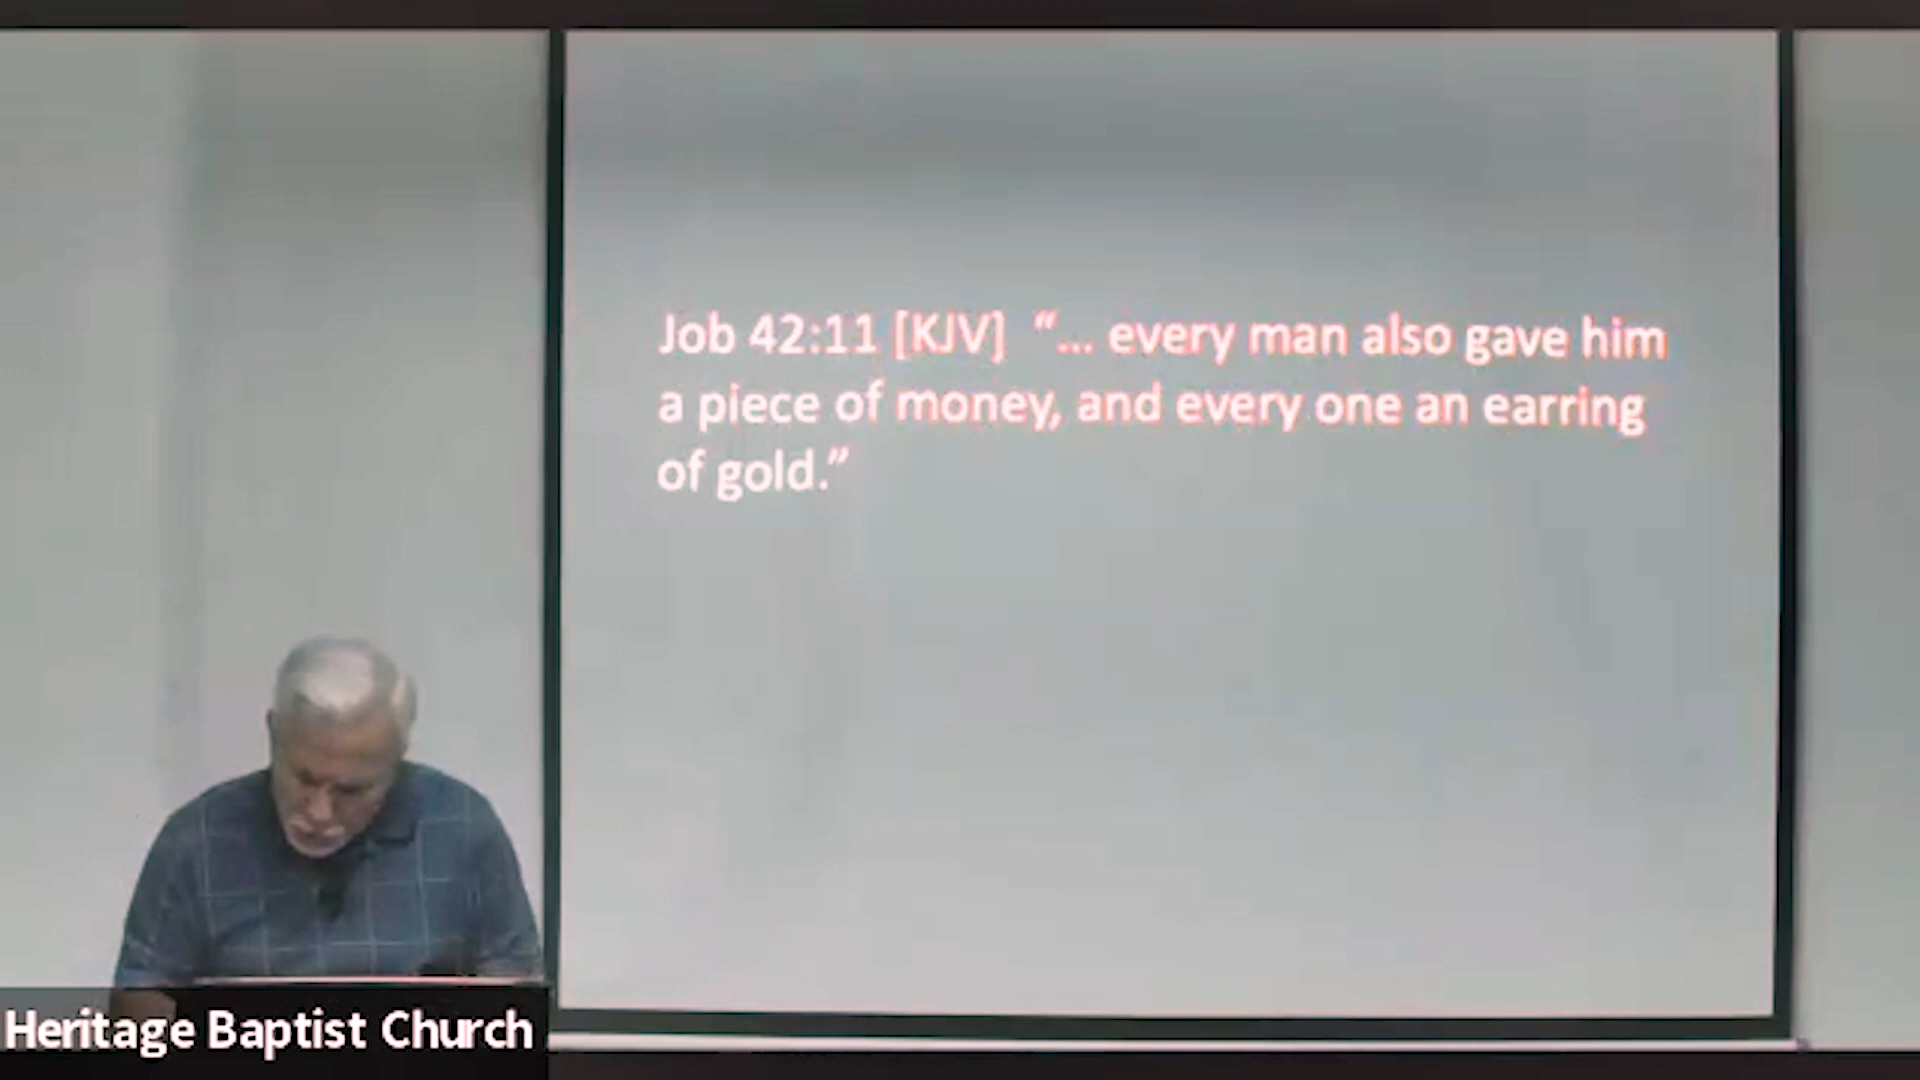 Job 42:11 [KJV]  “... every man also gave him
a piece of money, and every one an earring
of gold.”
Heritage Baptist Church